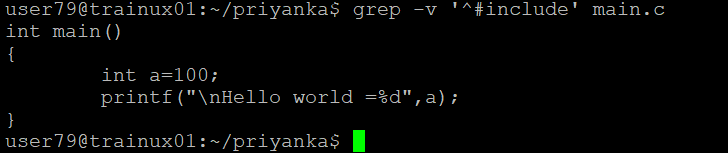 user79@trainux01:~/priyanka$ grep -v '^#include' main.c
int main()
{
        int a=100;
        printf("\nHello world =%d",a);
}
user79@trainux01:~/priyanka$